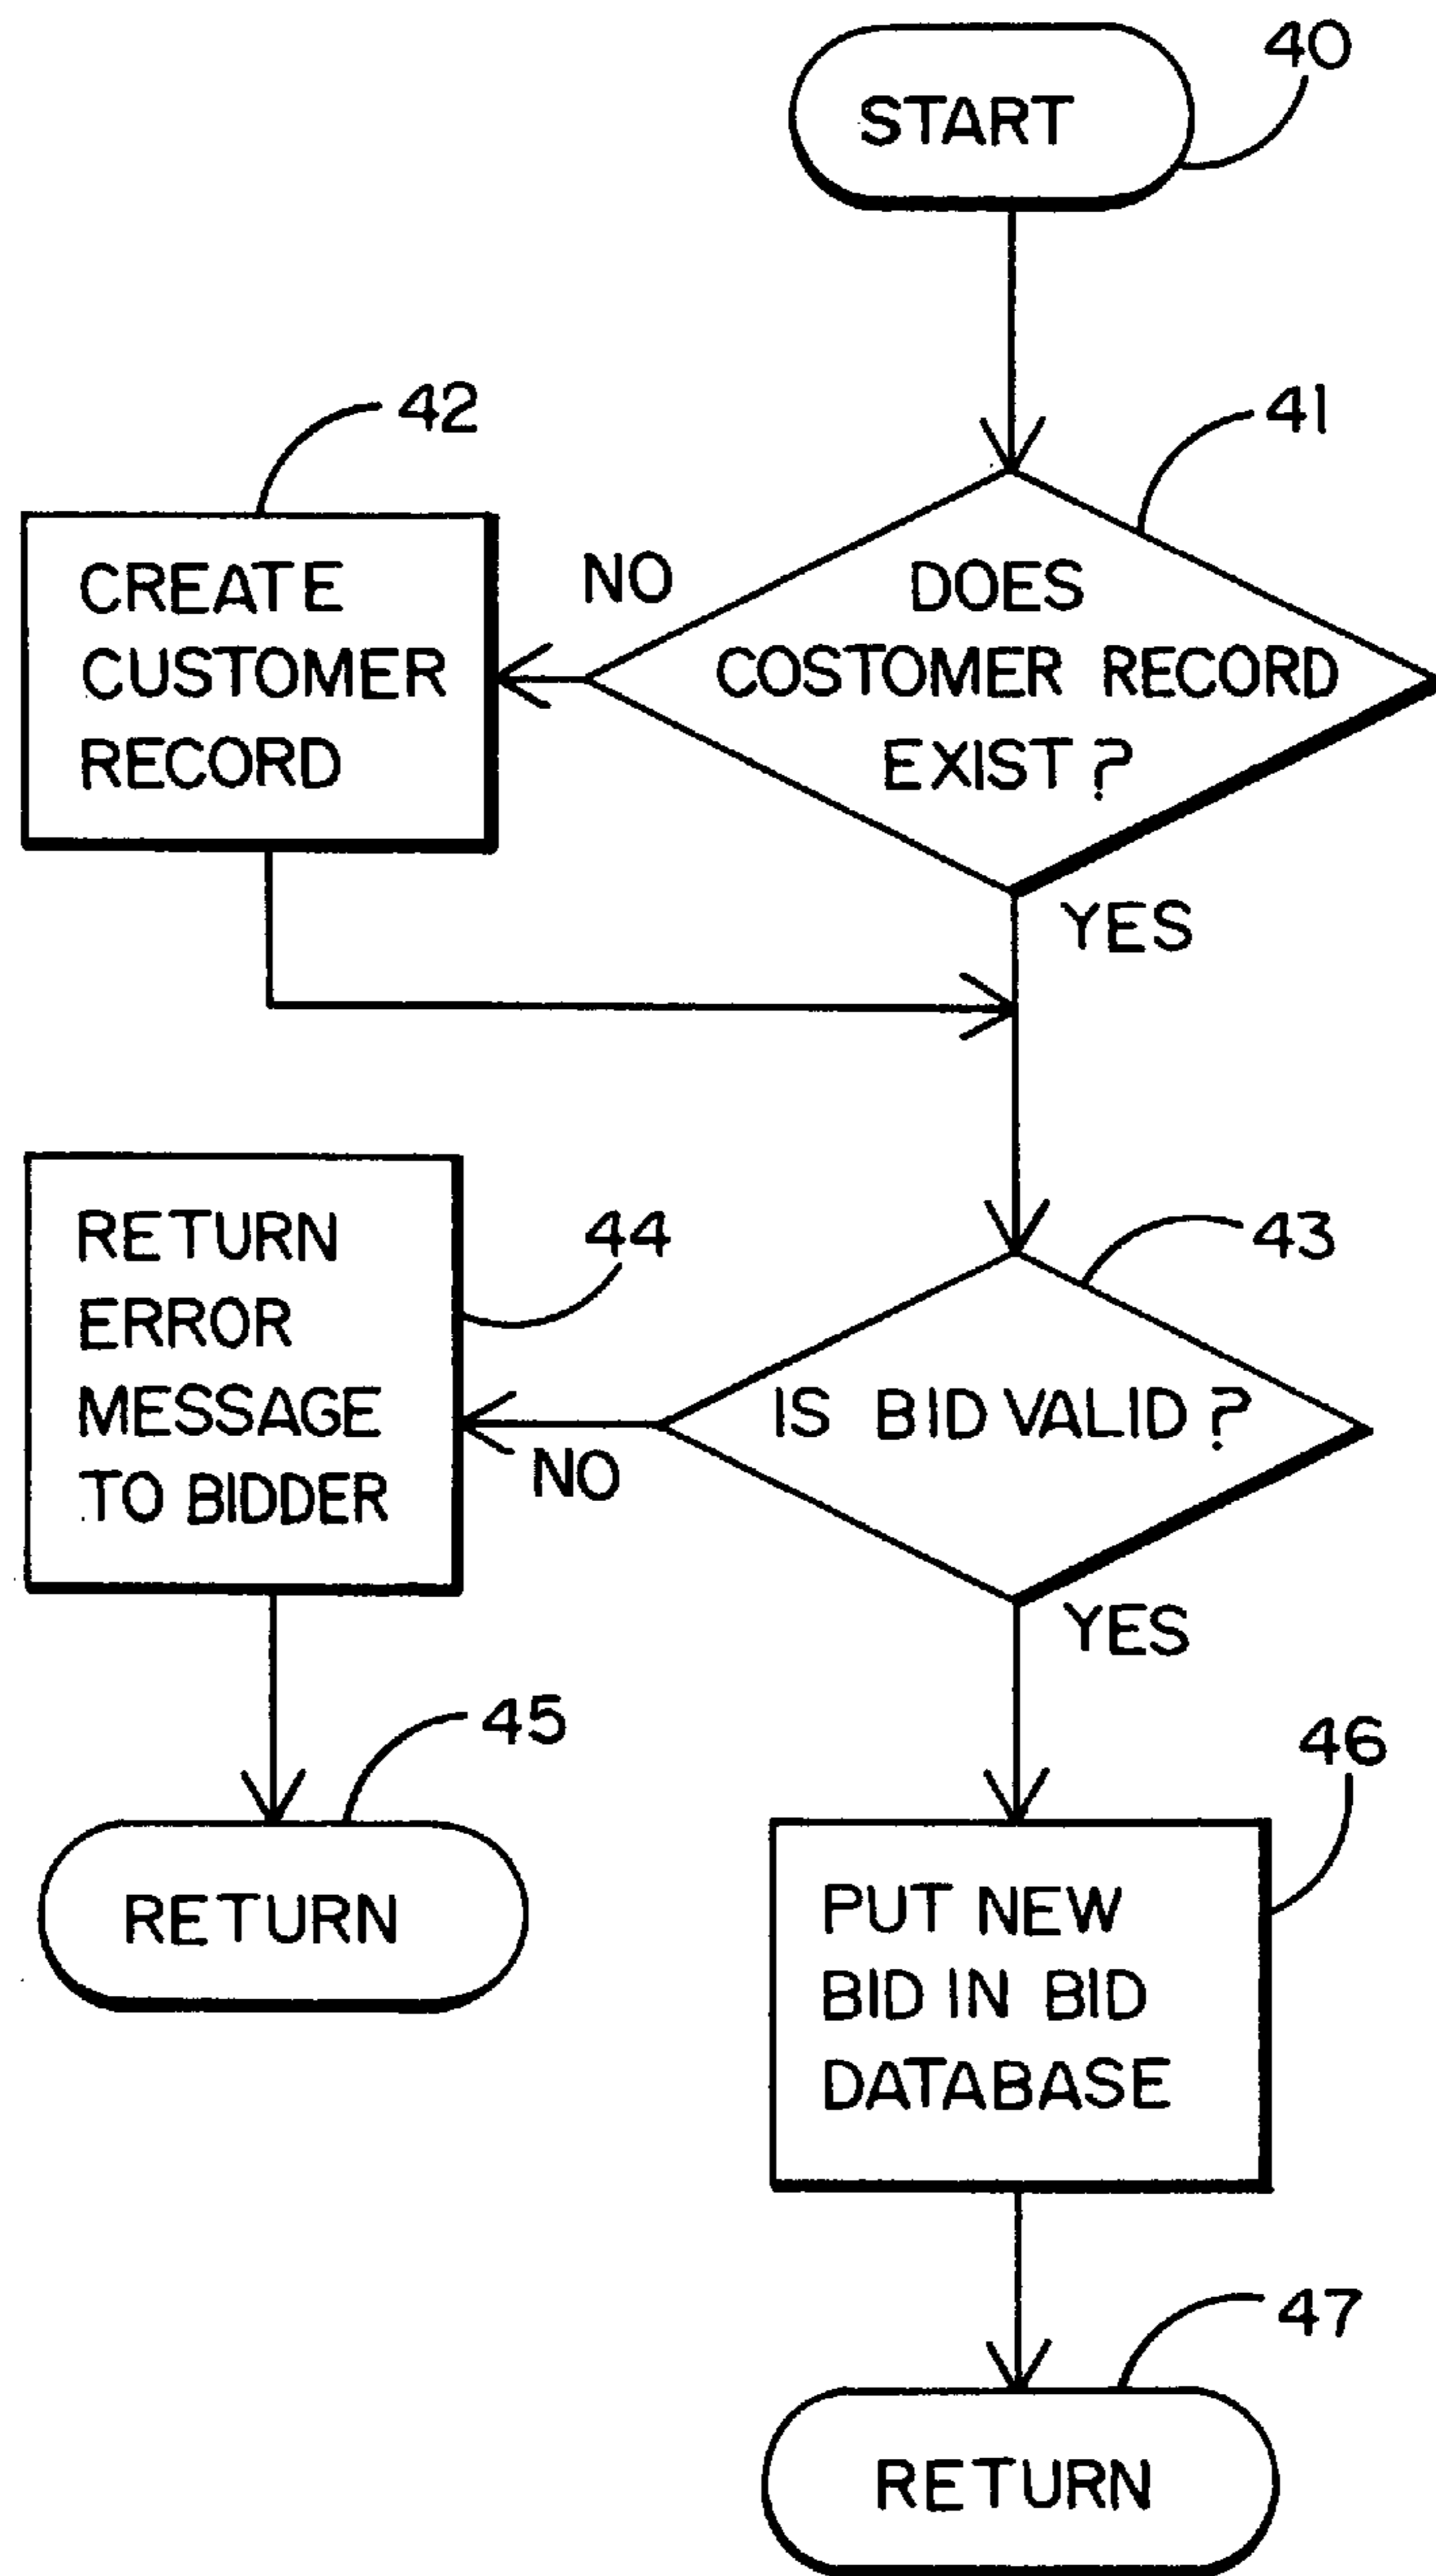 START
40
41
DOES
COSTOMER RECORD
EXIST?
NO
42
CREATE
CUSTOMER
RECORD
YES
43
IS BID VALID?
NO
44
RETURN
ERROR
MESSAGE
TO BIDDER
45
RETURN
YES
46
PUT NEW
BID IN BID
DATABASE
47
RETURN